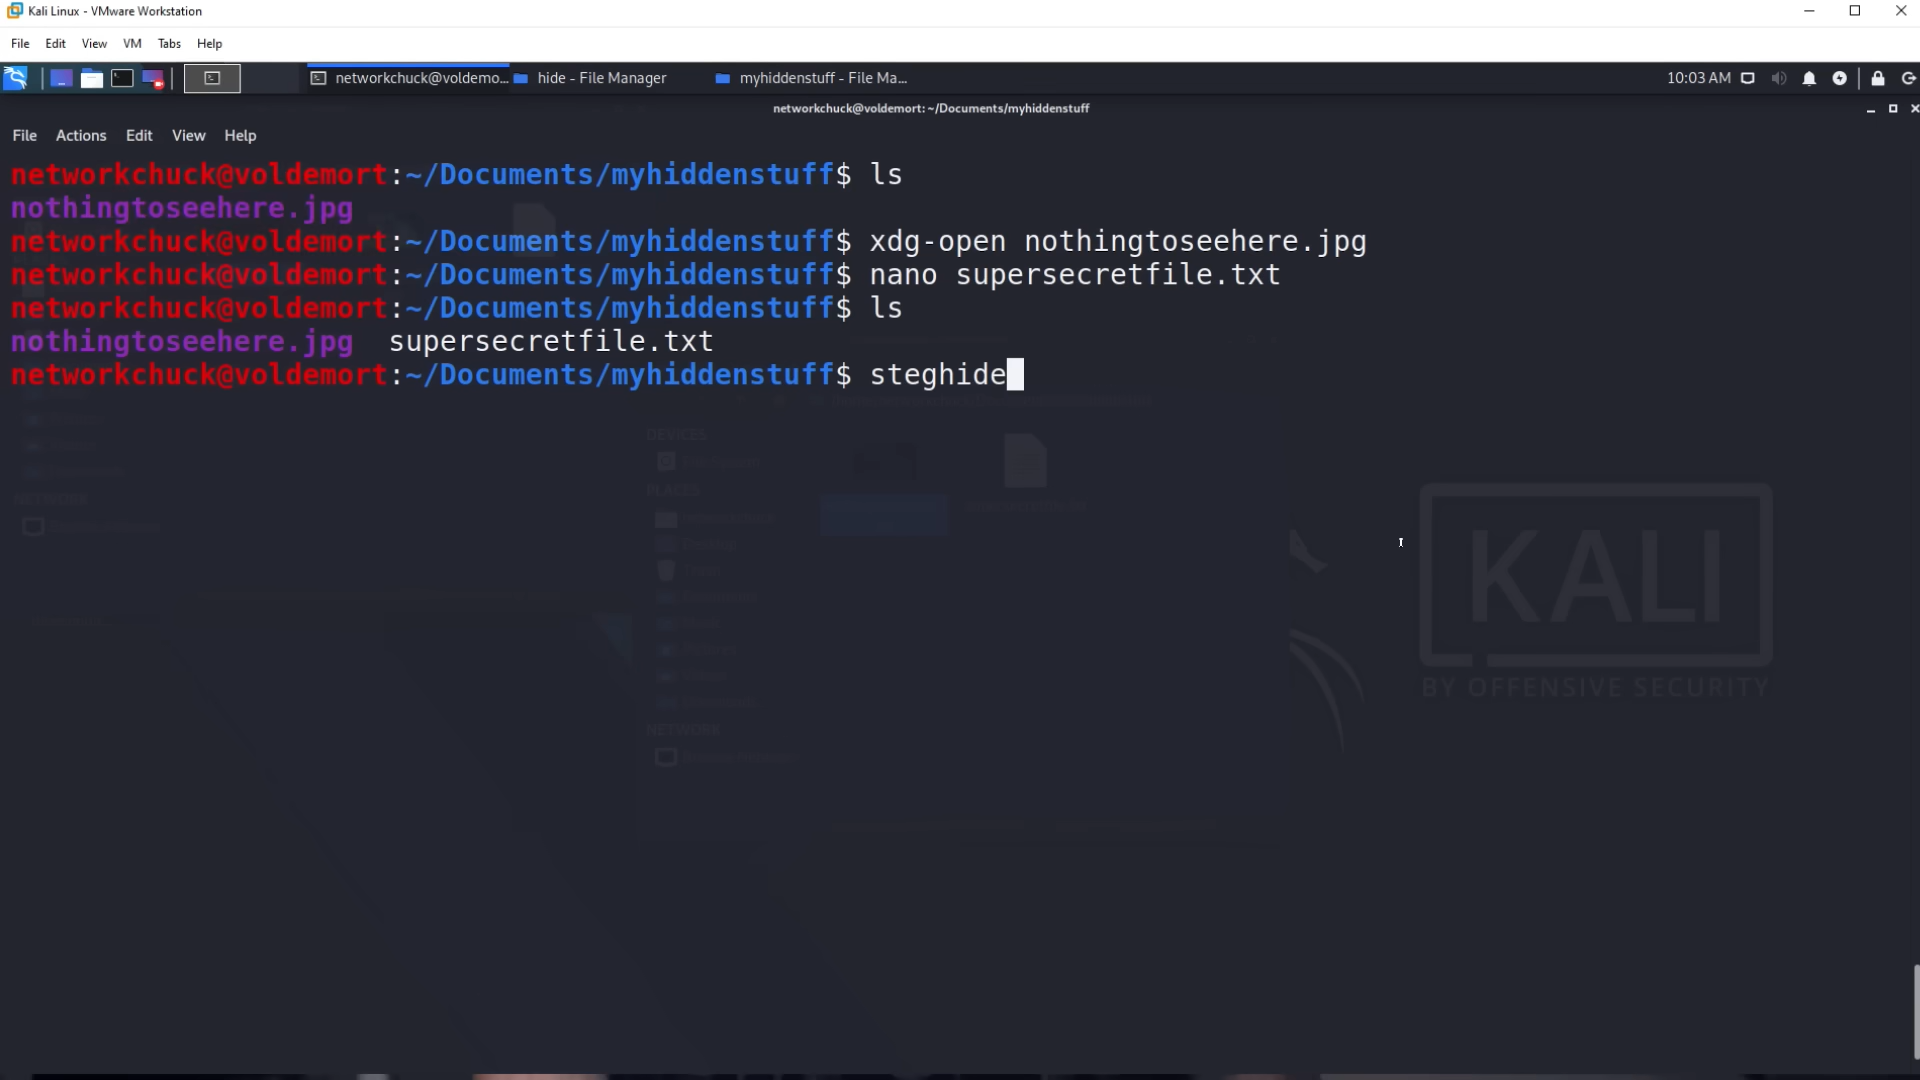 Kali Linux - VMware Workstation
File Edit View VM Tabs Help
networkchuck@voldemo... hide - File Manager myhiddenstuff - File Ma... 10:03 AM
networkchuck@voldemort: ~/Documents/myhiddenstuff
File Actions Edit View Help
networkchuck@voldemort:~/Documents/myhiddenstuff$ ls
nothingtoseehere.jpg
networkchuck@voldemort:~/Documents/myhiddenstuff$ xdg-open nothingtoseehere.jpg
networkchuck@voldemort:~/Documents/myhiddenstuff$ nano supersecretfile.txt
networkchuck@voldemort:~/Documents/myhiddenstuff$ ls
nothingtoseehere.jpg supersecretfile.txt
networkchuck@voldemort:~/Documents/myhiddenstuff$ steghide
DEVICES
PLACES
NETWORK
KALI
BY OFFENSIVE SECURITY